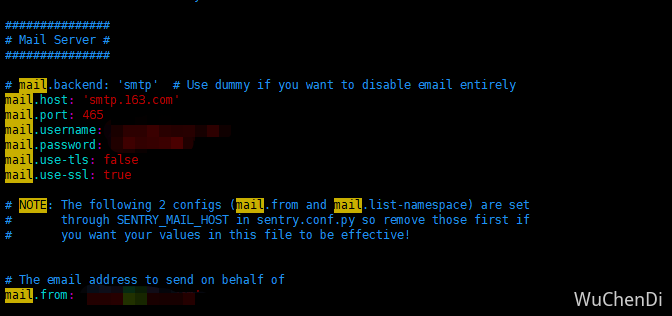 ###############
# Mail Server #
###############
# mail.backend: 'smtp'  # Use dummy if you want to disable email entirely
mail.host: 'smtp.163.com'
mail.port: 465
mail.username:
mail.password:
mail.use-tls: false
mail.use-ssl: true
# NOTE: The following 2 configs (mail.from and mail.list-namespace) are set
#       through SENTRY_MAIL_HOST in sentry.conf.py so remove those first if
#       you want your values in this file to be effective!
# The email address to send on behalf of
mail.from:
WuChenDi